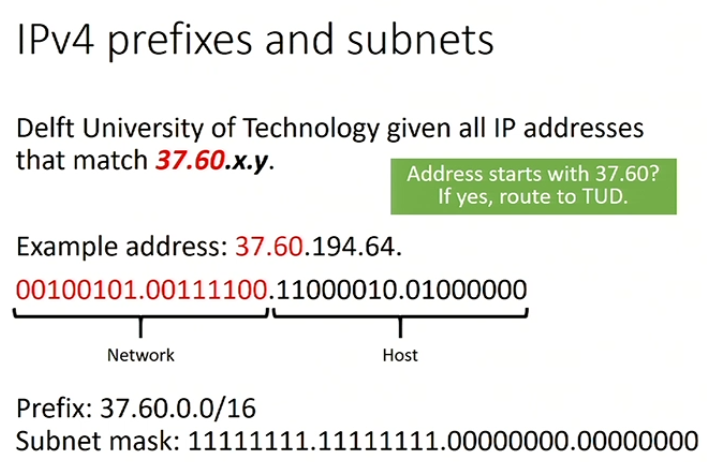 IPv4 prefixes and subnets
Delft University of Technology given all IP addresses
that match 37.60.x.y.
Address starts with 37.60?
If yes, route to TUD.
Example address: 37.60.194.64.
00100101.00111100.11000010.01000000
Network
Host
Prefix: 37.60.0.0/16
Subnet mask: 11111111.11111111.00000000.00000000